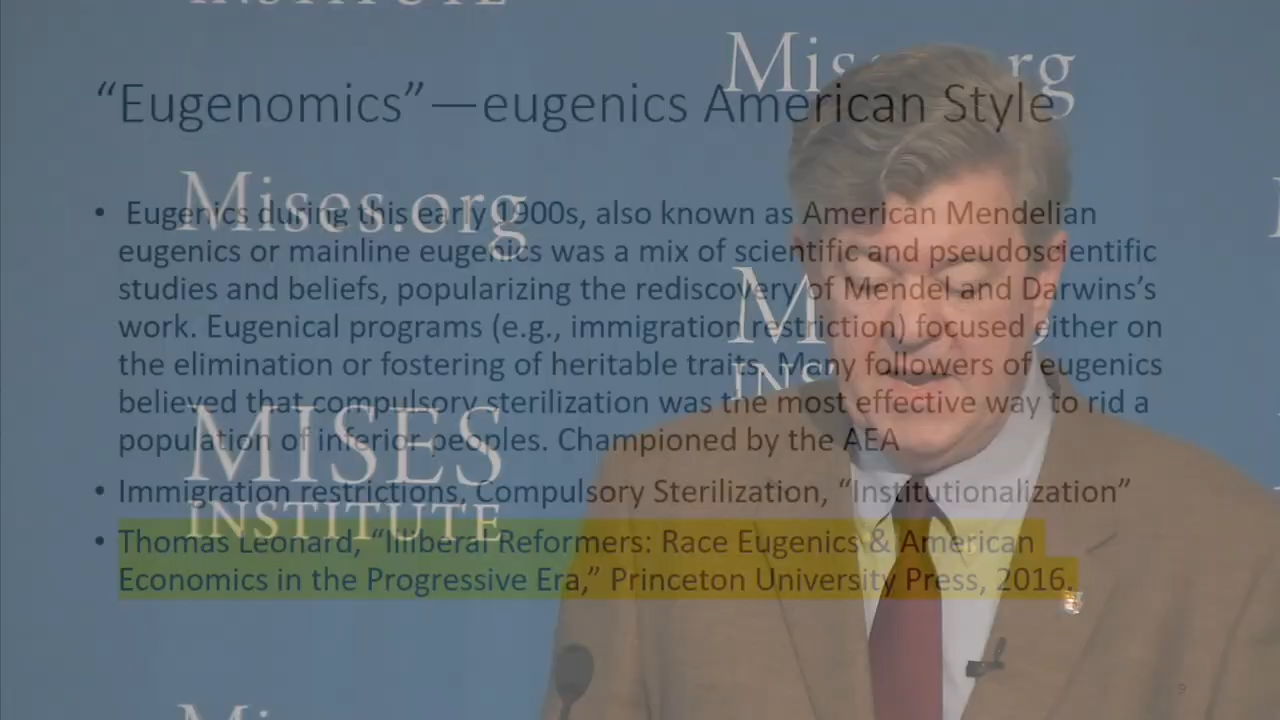 INSTITUTE
Mises.org
“Eugenomics”—eugenics American Style
Mises.org
• Eugenics during this early 1900s, also known as American Mendelian
eugenics or mainline eugenics was a mix of scientific and pseudoscientific
studies and beliefs, popularizing the rediscovery of Mendel and Darwins’s
work. Eugenical programs (e.g., immigration restriction) focused either on
the elimination or fostering of heritable traits. Many followers of eugenics
believed that compulsory sterilization was the most effective way to rid a
population of inferior peoples. Championed by the AEA
MISES
INSTITUTE
• Immigration restrictions, Compulsory Sterilization, “Institutionalization”
• Thomas Leonard, “Illiberal Reformers: Race Eugenics & American
Economics in the Progressive Era,” Princeton University Press, 2016.
9